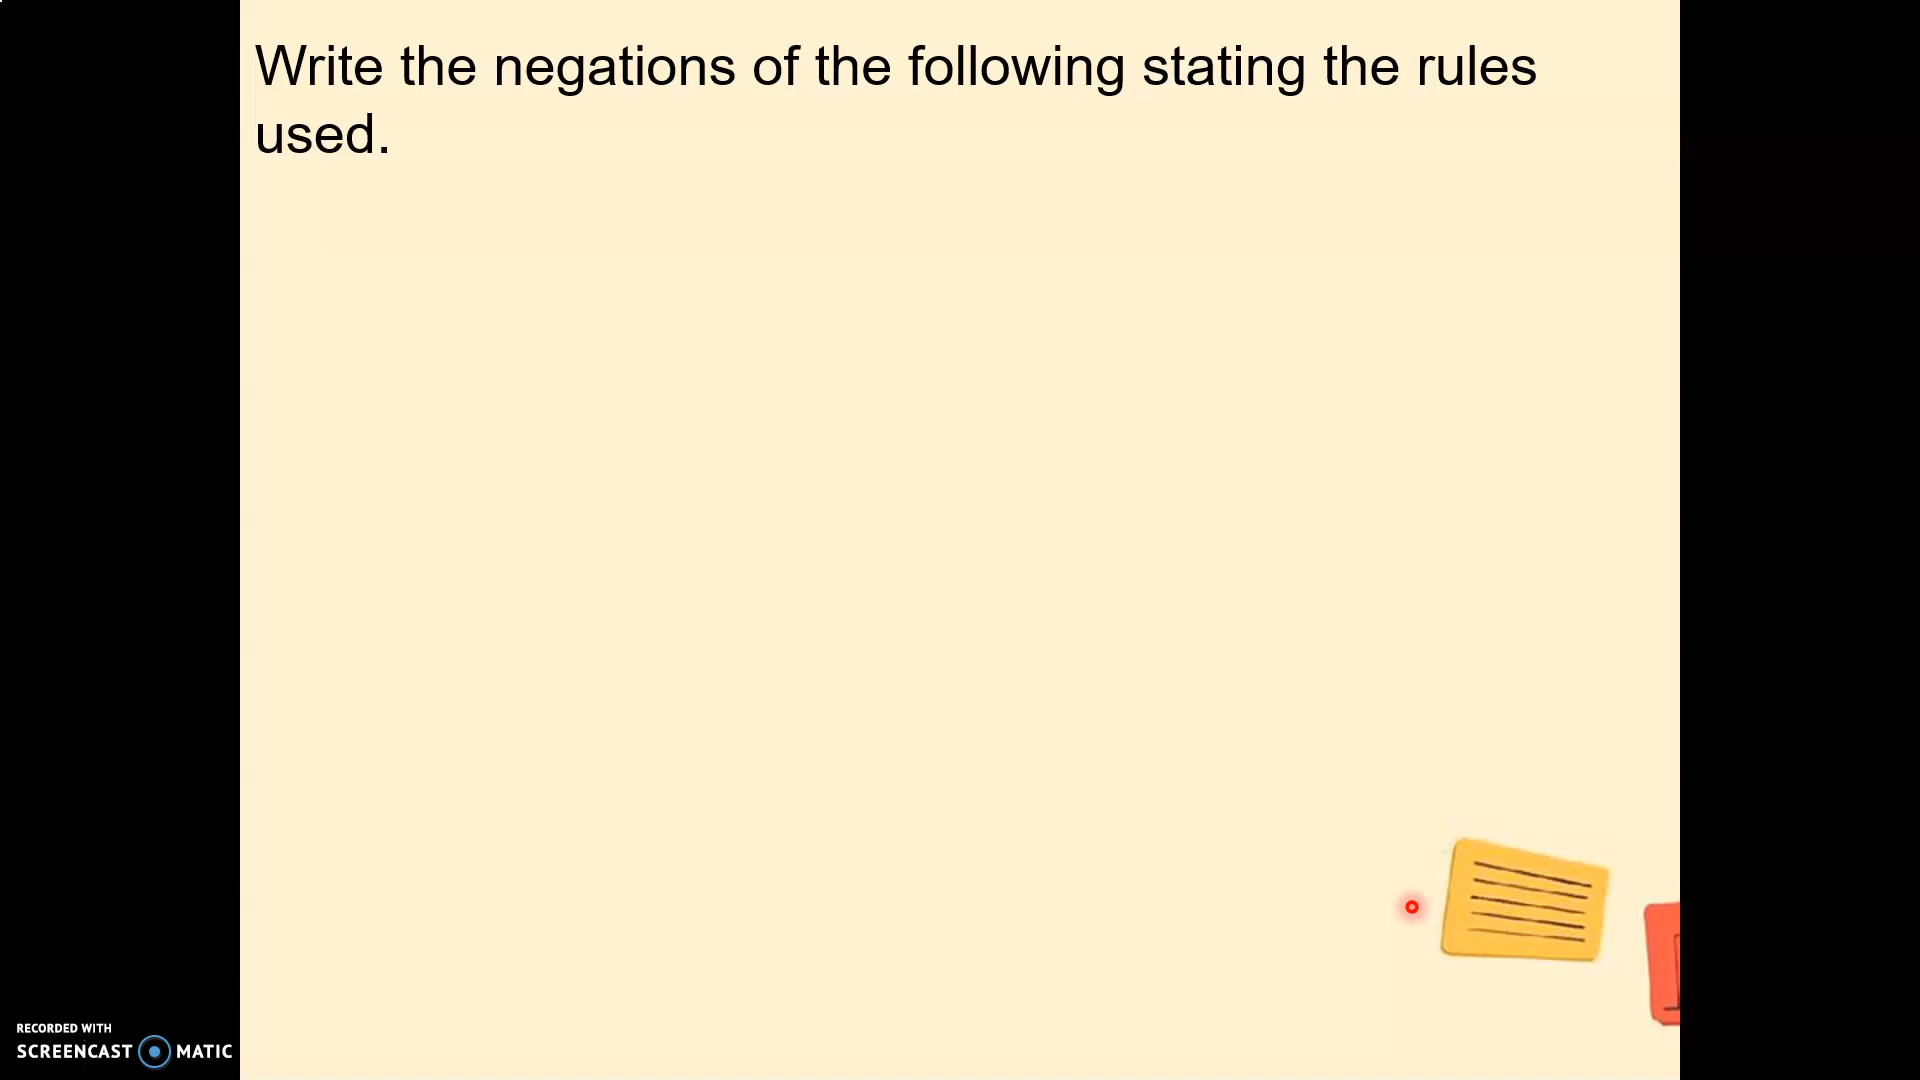 Write the negations of the following stating the rules
used.
RECORDED WITH
SCREENCAST MATIC